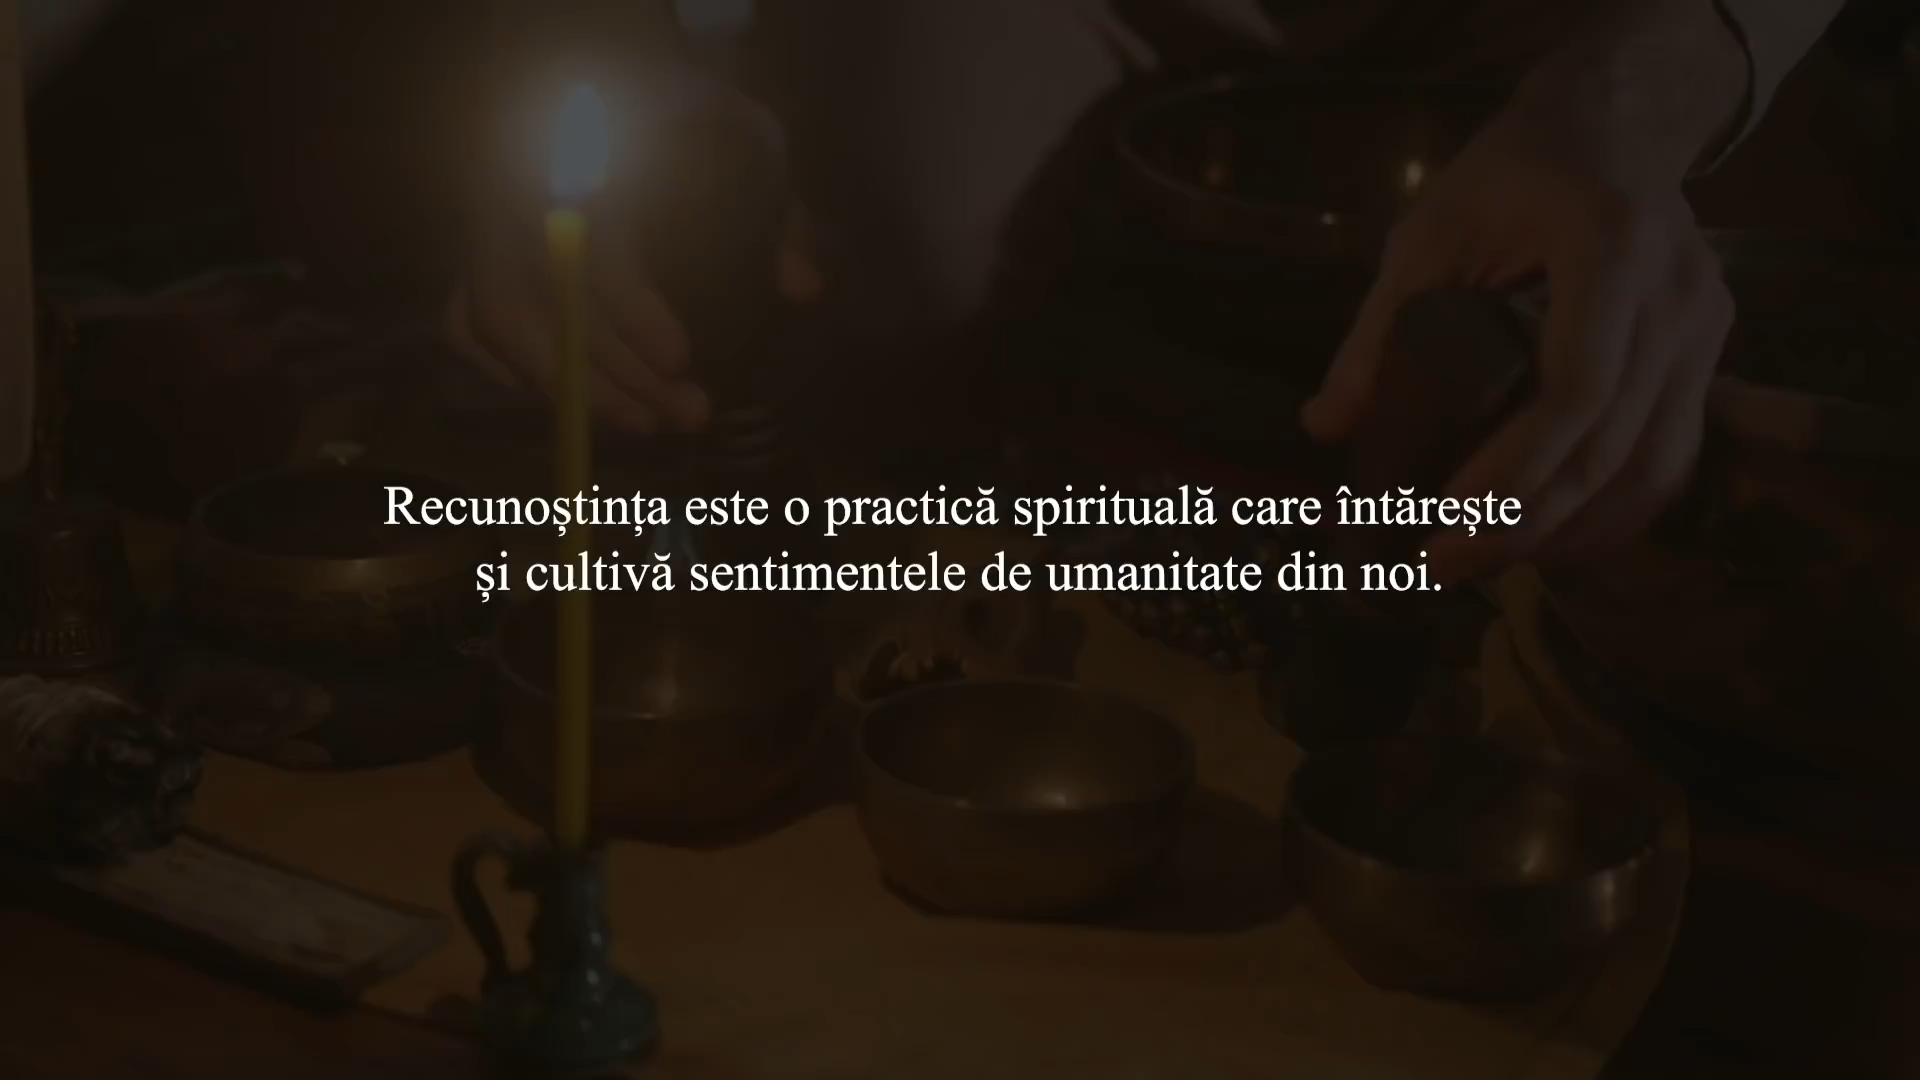 Recunoștința este o practică spirituală care întărește
și cultivă sentimentele de umanitate din noi.